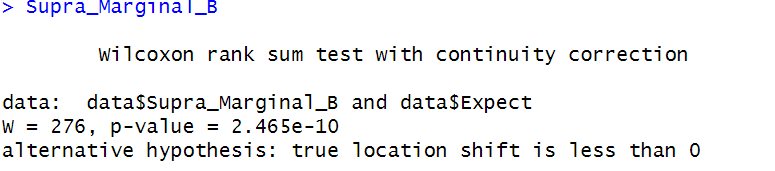 > Supra_Marginal_B
Wilcoxon rank sum test with continuity correction
data:  data$Supra_Marginal_B and data$Expect
W = 276, p-value = 2.465e-10
alternative hypothesis: true location shift is less than 0